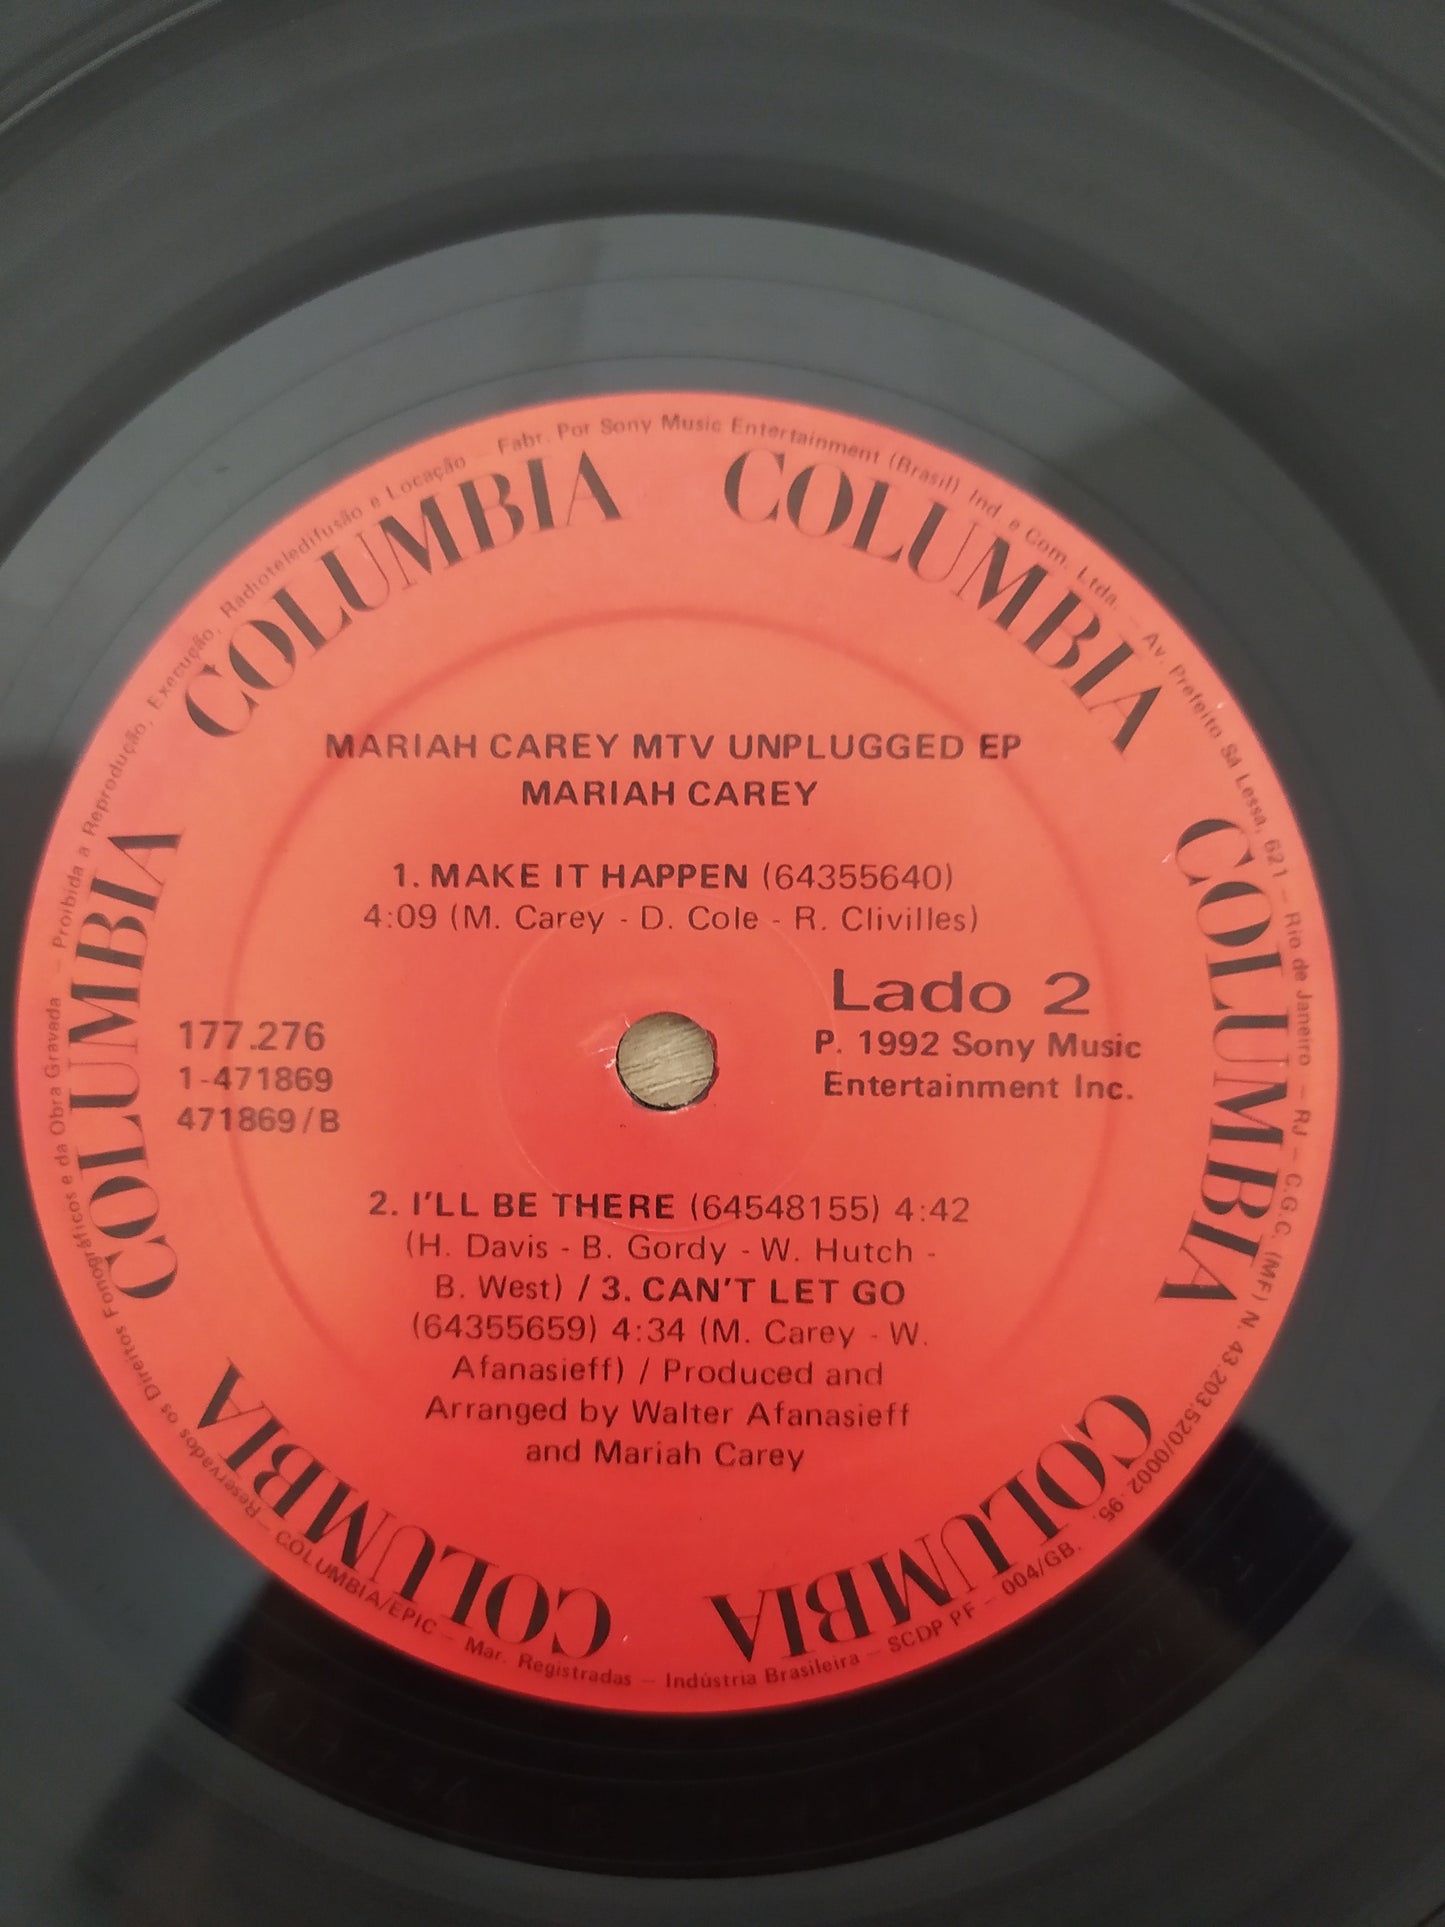 COLUMBIA COLUMBIA COLUMBIA COLUMBIA COLUMBIA COLUMBIA COLUMBIA COLUMBIA
MARIAH CAREY MTV UNPLUGGED EP
MARIAH CAREY
1. MAKE IT HAPPEN (64355640)
4:09 (M. Carey - D. Cole - R. Clivilles)
Lado 2
P. 1992 Sony Music
Entertainment Inc.
177.276
1-471869
471869/B
2. I'LL BE THERE (64548155) 4:42
(H. Davis - B. Gordy - W. Hutch -
B. West) / 3. CAN'T LET GO
(64355659) 4:34 (M. Carey - W.
Afanasieff) / Produced and
Arranged by Walter Afanasieff
and Mariah Carey
COLUMBIA/EPIC – Mar. Registradas – Indústria Brasileira – SCDP PF – 004/GB.
Reservados os Direitos Fonográficos e da Obra Gravada – Proibida a Reprodução, Execução, Radioteledifusão e Locação – Fabr. Por Sony Music Entertainment (Brasil) Ind. e Com. Ltda. – Av. Prefeito Sá Lessa, 621 – Rio de Janeiro – RJ – C.G.C. (MF) N. 43.203.520/0002.95.